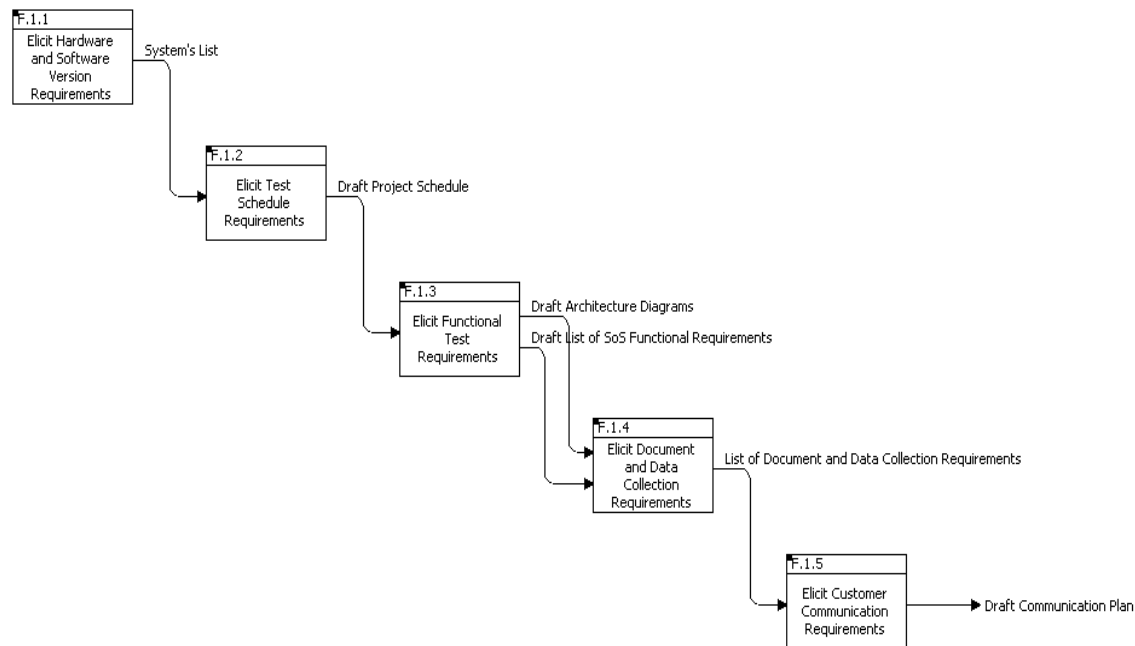 F.1.1
Elicit Hardware
and Software
Version
Requirements
System's List
F.1.2
Elicit Test
Schedule
Requirements
Draft Project Schedule
F.1.3
Elicit Functional
Test
Requirements
Draft Architecture Diagrams
Draft List of SoS Functional Requirements
F.1.4
Elicit Document
and Data
Collection
Requirements
List of Document and Data Collection Requirements
F.1.5
Elicit Customer
Communication
Requirements
Draft Communication Plan